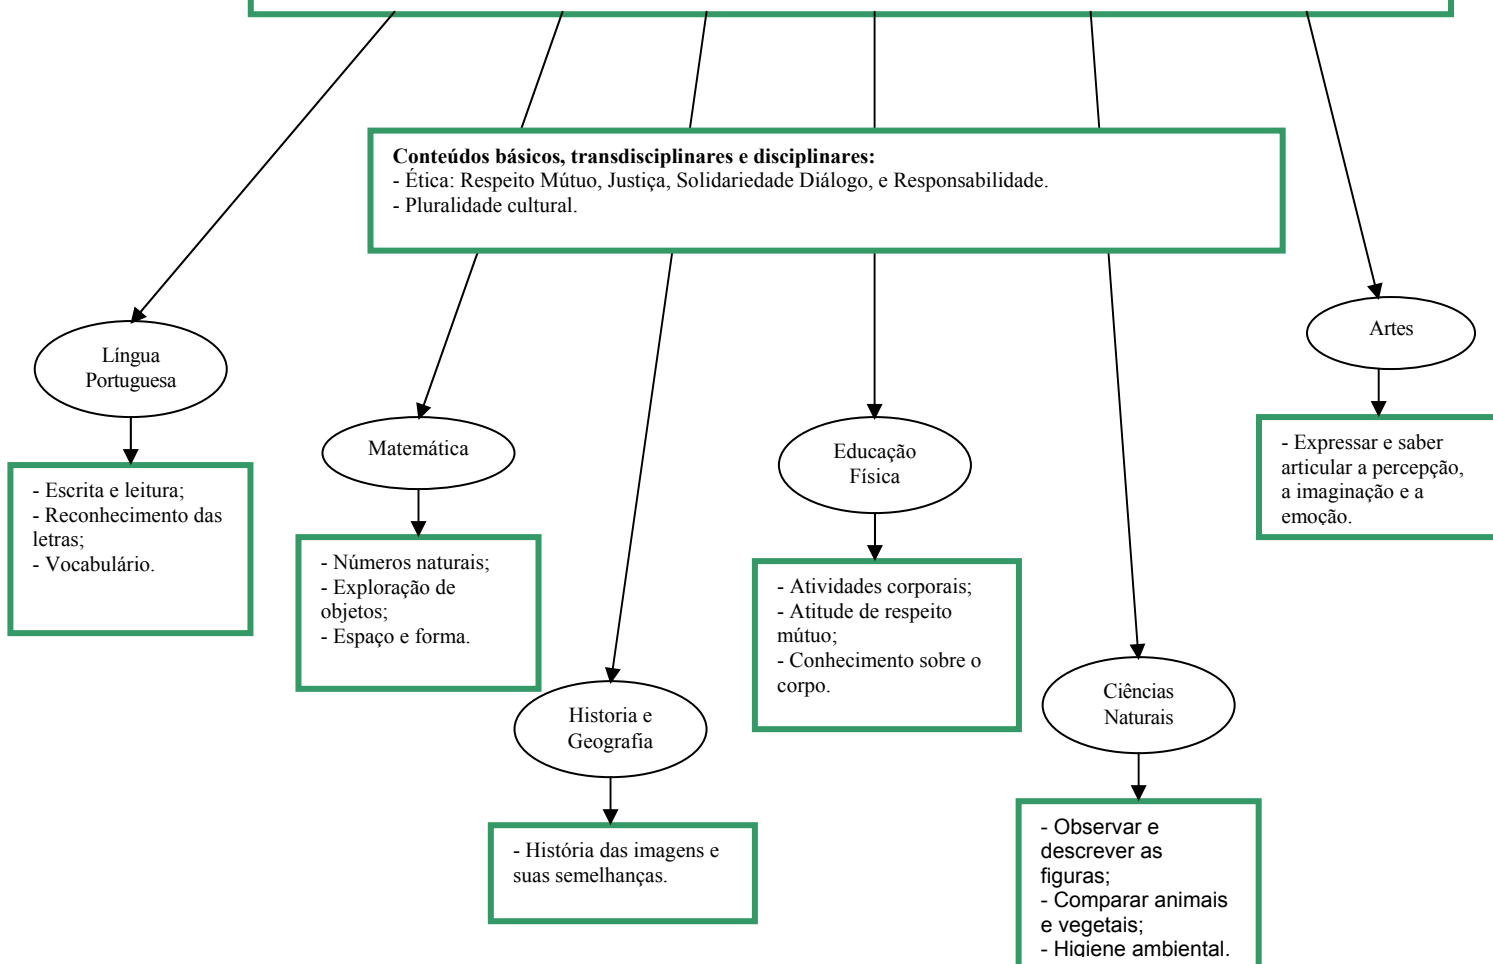 Conteúdos básicos, transdisciplinares e disciplinares:
- Ética: Respeito Mútuo, Justiça, Solidariedade Diálogo, e Responsabilidade.
- Pluralidade cultural.
Língua
Portuguesa
- Escrita e leitura;
- Reconhecimento das
letras;
- Vocabulário.
Matemática
- Números naturais;
- Exploração de
objetos;
- Espaço e forma.
Historia e
Geografia
- História das imagens e
suas semelhanças.
Educação
Física
- Atividades corporais;
- Atitude de respeito
mútuo;
- Conhecimento sobre o
corpo.
Ciências
Naturais
- Observar e
descrever as
figuras;
- Comparar animais
e vegetais;
- Higiene ambiental.
Artes
- Expressar e saber
articular a percepção,
a imaginação e a
emoção.